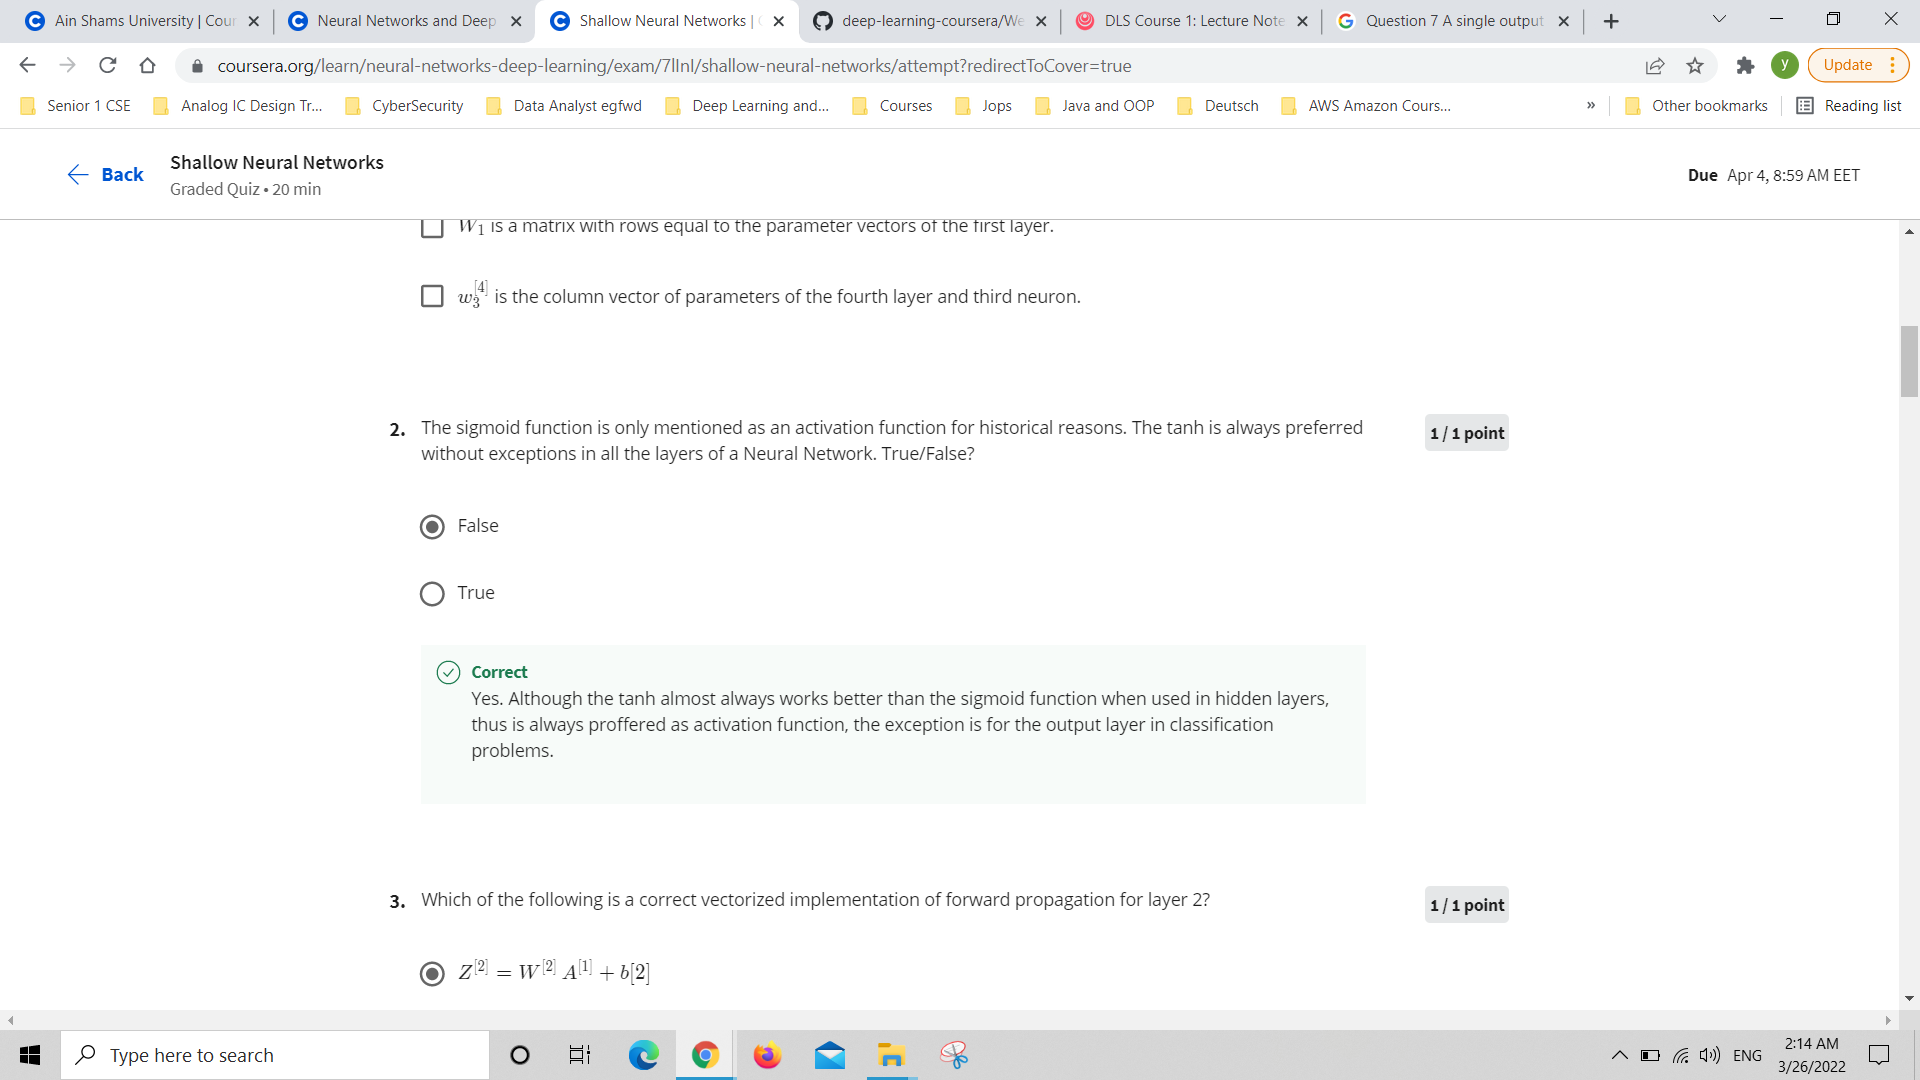 Ain Shams University | Cour
Neural Networks and Deep
Shallow Neural Networks |
deep-learning-coursera/We
DLS Course 1: Lecture Note
Question 7 A single output
coursera.org/learn/neural-networks-deep-learning/exam/7lInI/shallow-neural-networks/attempt?redirectToCover=true
y
Update
Senior 1 CSE
Analog IC Design Tr...
CyberSecurity
Data Analyst egfwd
Deep Learning and...
Courses
Jops
Java and OOP
Deutsch
AWS Amazon Cours...
»
Other bookmarks
Reading list
Back
Shallow Neural Networks
Graded Quiz • 20 min
Due Apr 4, 8:59 AM EET
W₁ is a matrix with rows equal to the parameter vectors of the first layer.
w₃^[4] is the column vector of parameters of the fourth layer and third neuron.
2. The sigmoid function is only mentioned as an activation function for historical reasons. The tanh is always preferred
without exceptions in all the layers of a Neural Network. True/False?
1 / 1 point
False
True
Correct
Yes. Although the tanh almost always works better than the sigmoid function when used in hidden layers,
thus is always proffered as activation function, the exception is for the output layer in classification
problems.
3. Which of the following is a correct vectorized implementation of forward propagation for layer 2?
1 / 1 point
Z^[2] = W^[2] A^[1] + b[2]
Type here to search
ENG
2:14 AM
3/26/2022